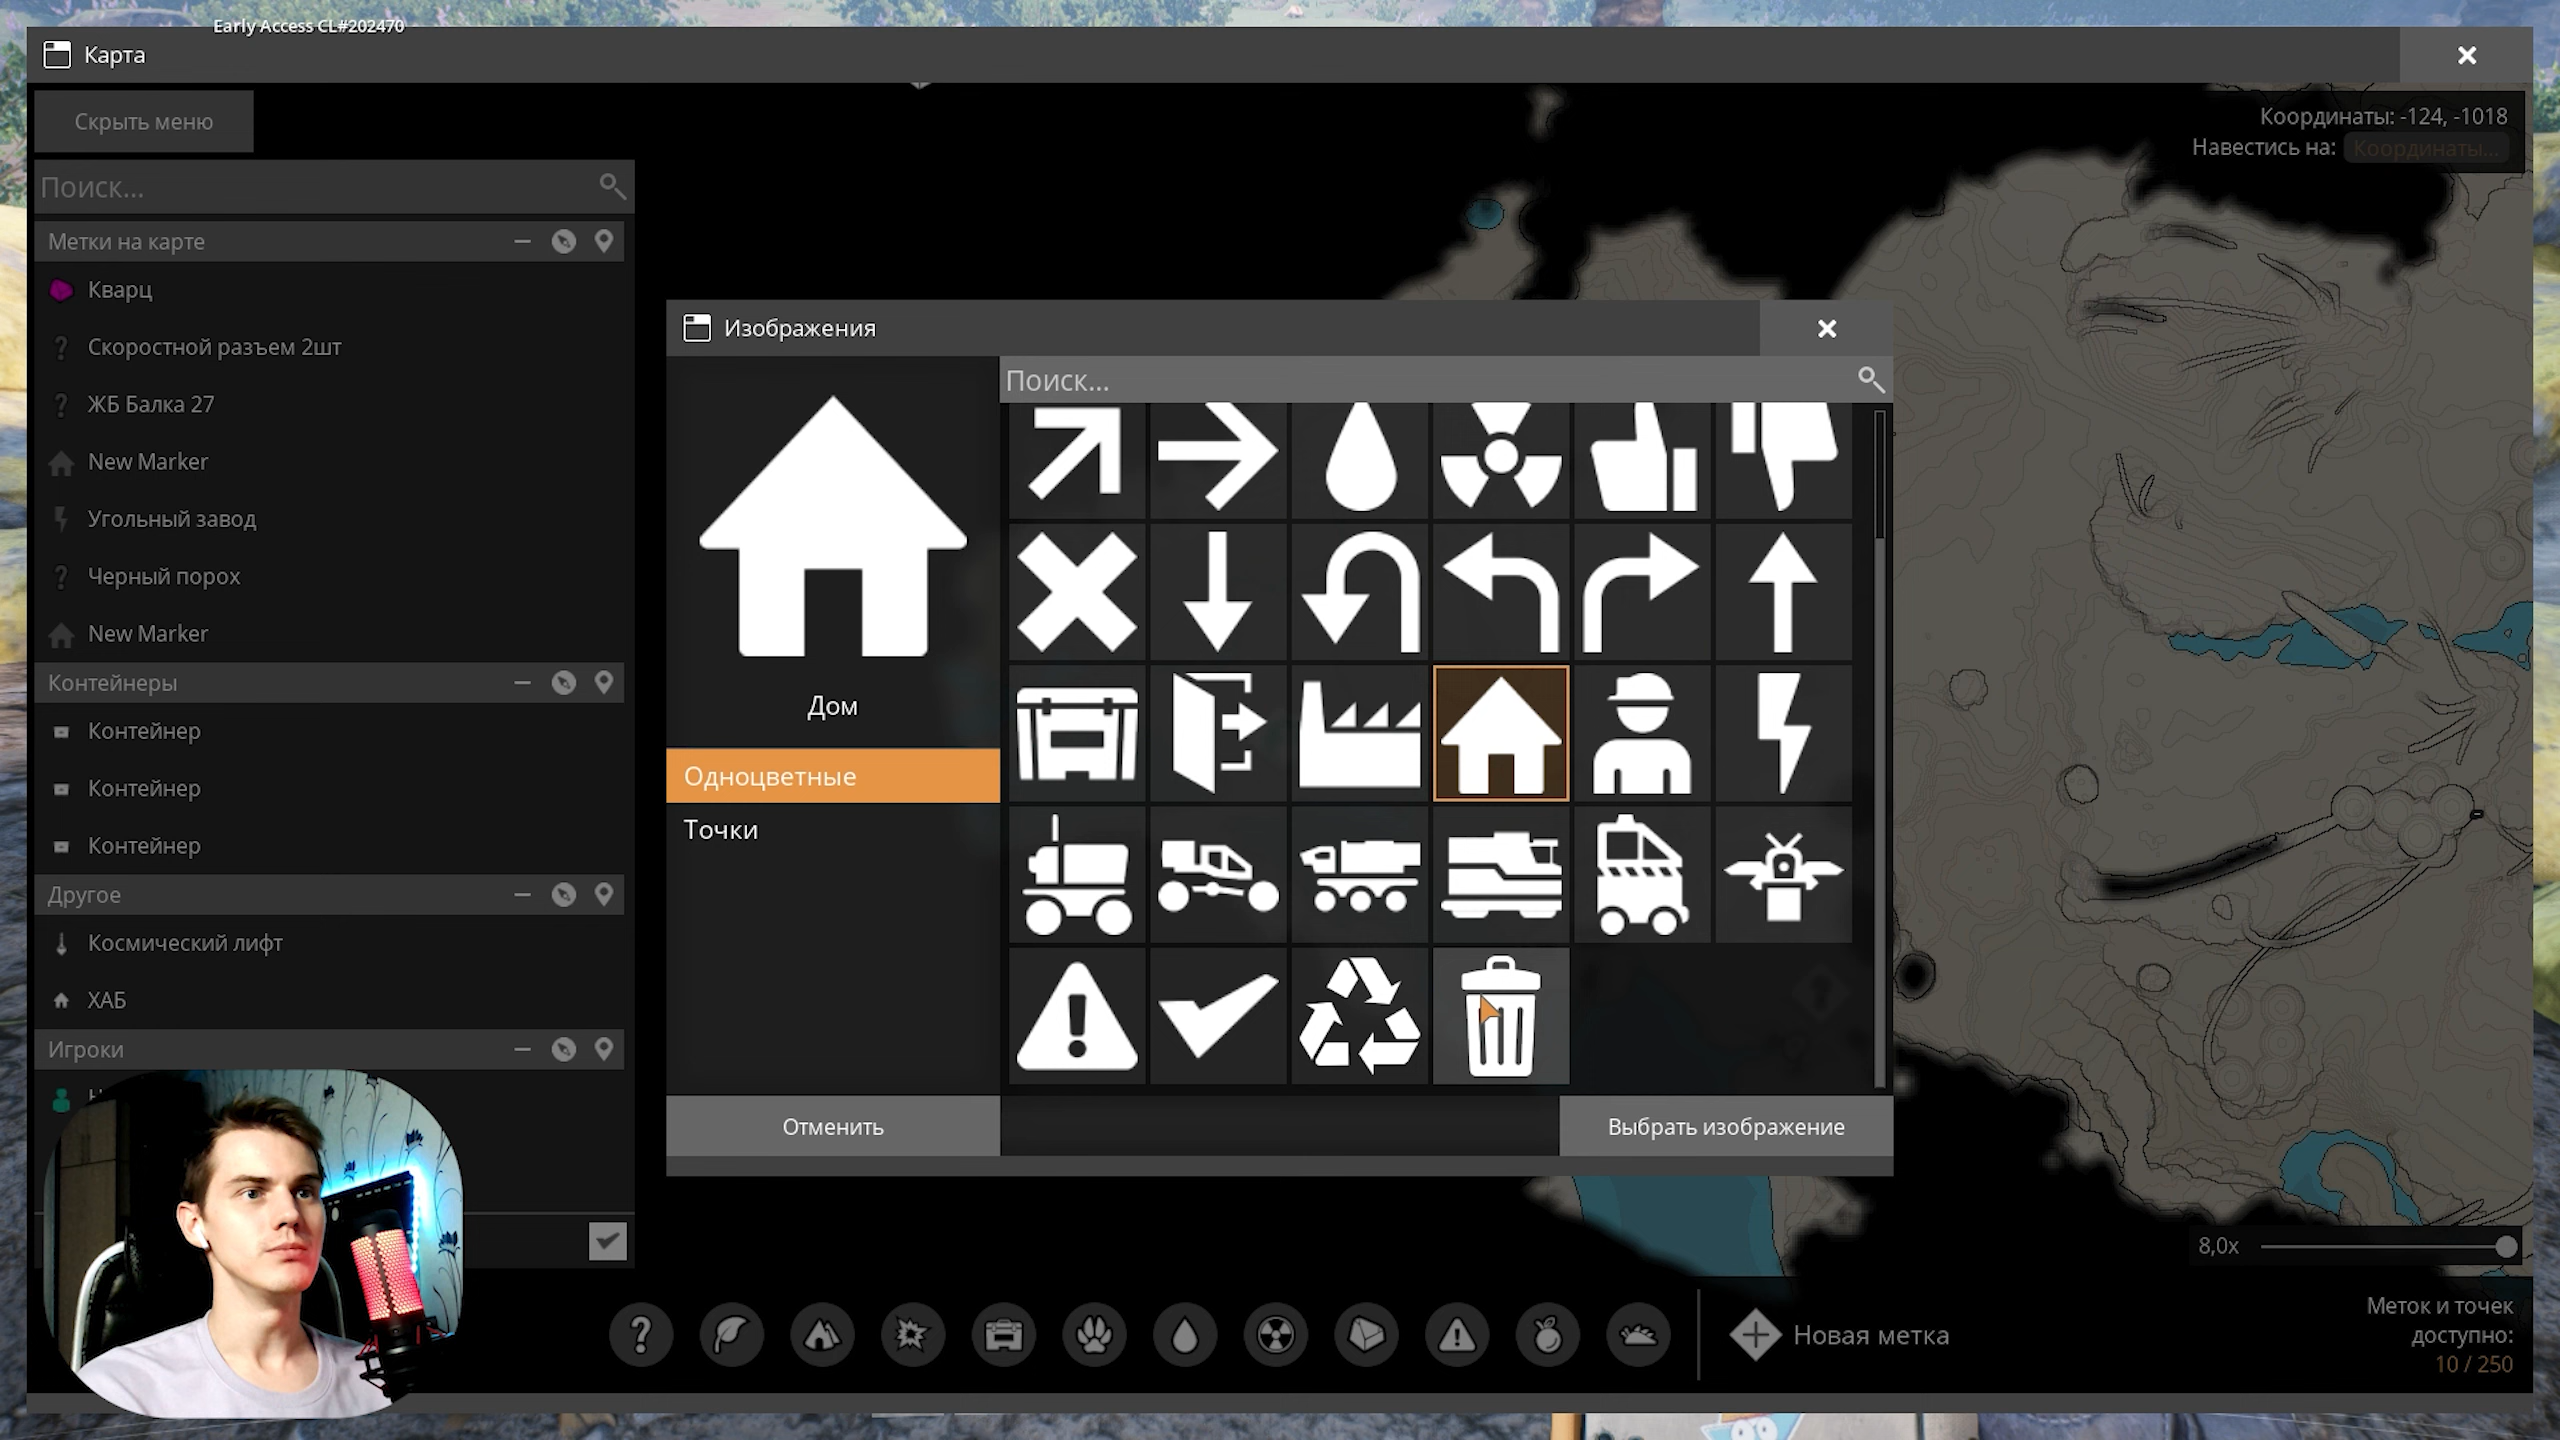 Early Access CL#202470
Карта
Скрыть меню
Координаты: -124, -1018
Навестись на: Координаты...
Поиск...
Метки на карте
Кварц
Скоростной разъем 2шт
ЖБ Балка 27
New Marker
Угольный завод
Черный порох
New Marker
Контейнеры
Контейнер
Контейнер
Контейнер
Другое
Космический лифт
ХАБ
Игроки
Изображения
Поиск...
Дом
Одноцветные
Точки
Отменить
Выбрать изображение
8,0x
Новая метка
Меток и точек
доступно:
10 / 250